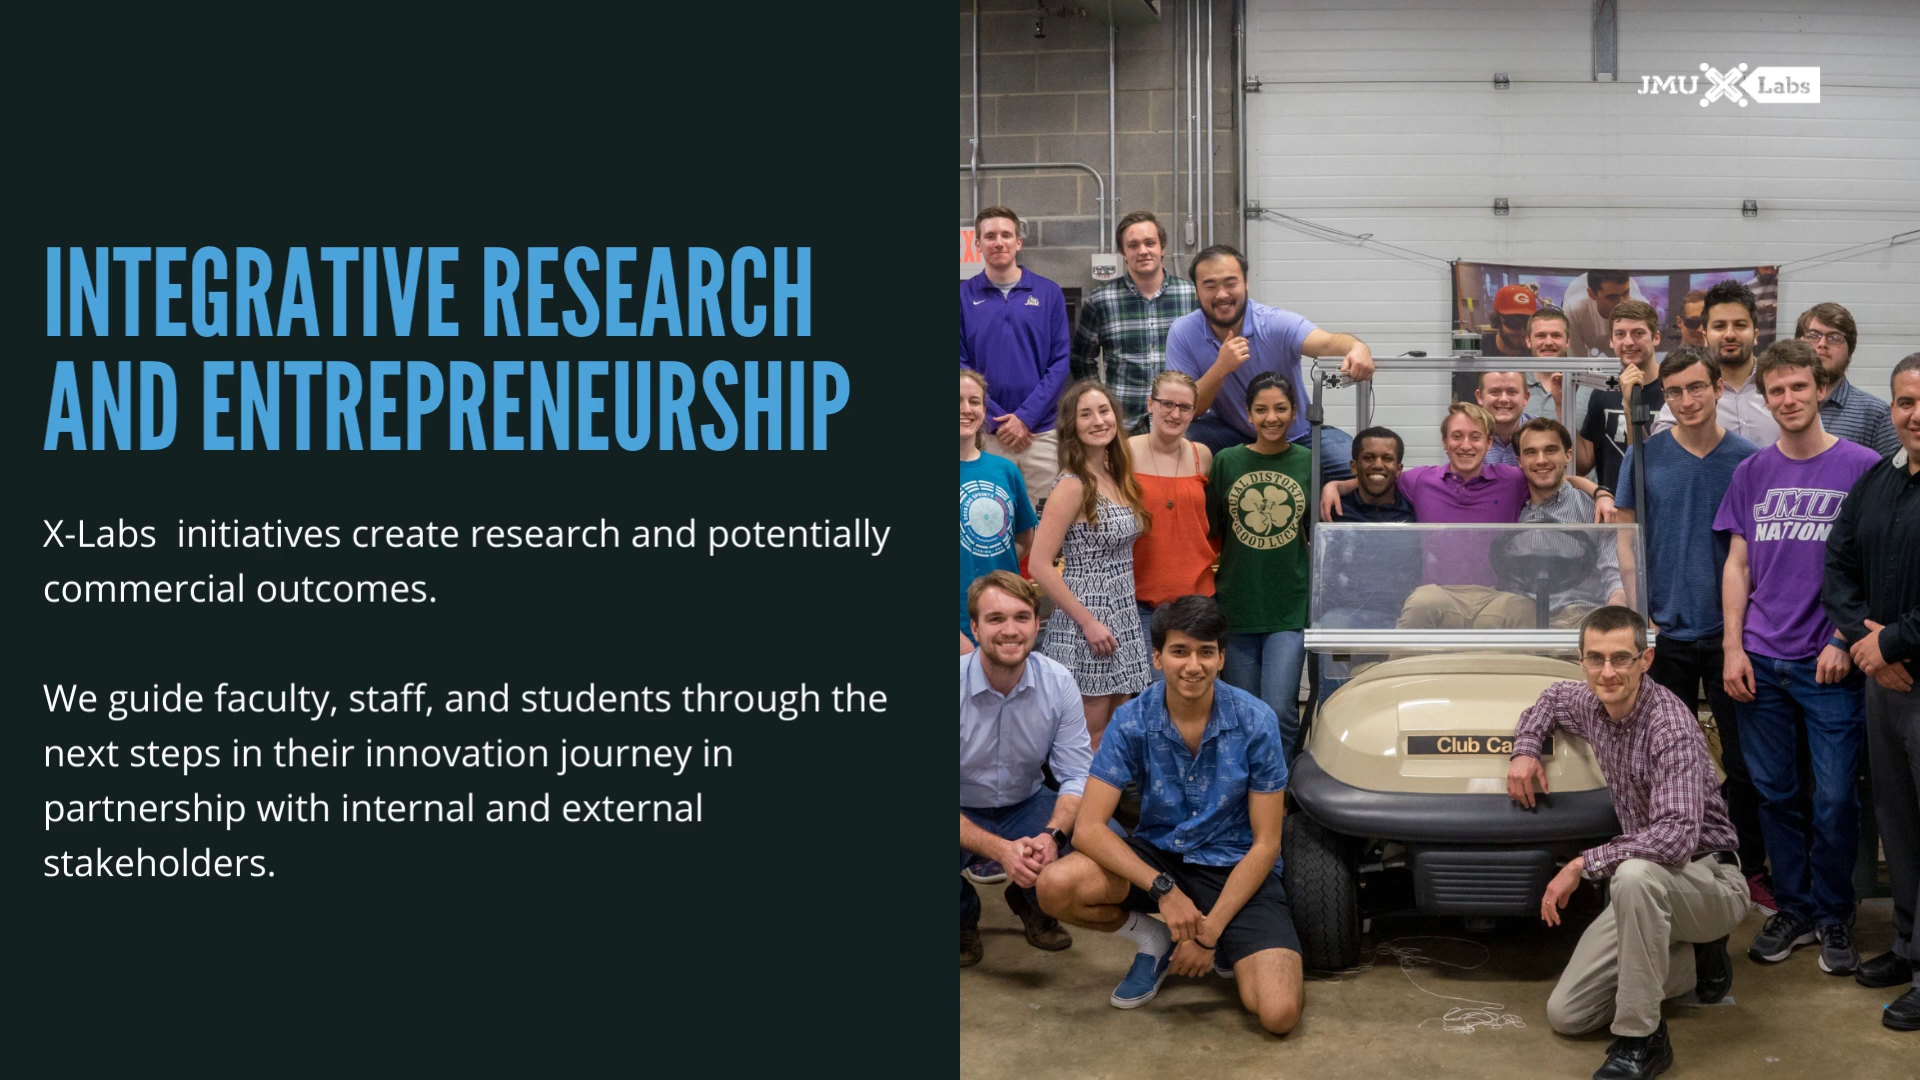 INTEGRATIVE RESEARCH
AND ENTREPRENEURSHIP
X-Labs initiatives create research and potentially
commercial outcomes.
We guide faculty, staff, and students through the
next steps in their innovation journey in
partnership with internal and external
stakeholders.
JMU X Labs
JMU
NATION
GOOD LUCK
Club Ca